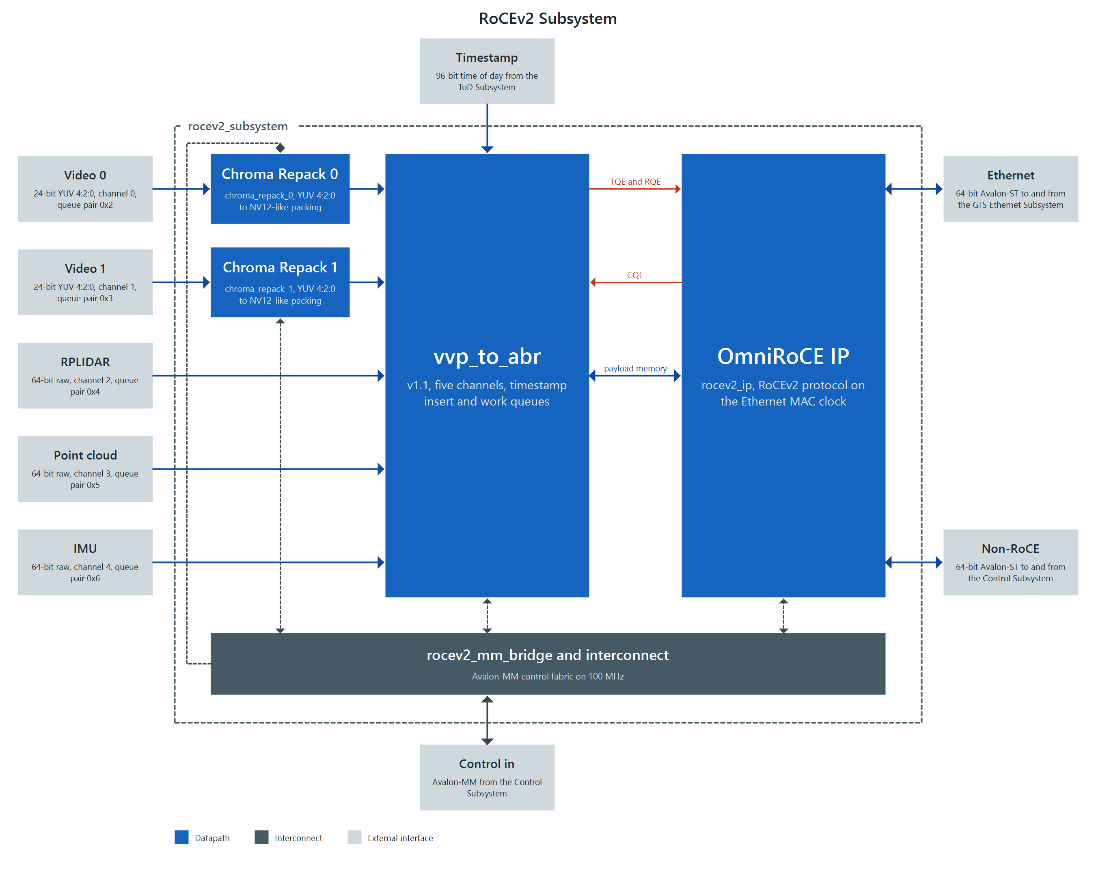 RoCEv2 Subsystem
Timestamp
96-bit time of day from the
ToD Subsystem
rocev2_subsystem
Video 0
24-bit YUV 4:2:0, channel 0,
queue pair 0x2
Chroma Repack 0
chroma_repack_0, YUV 4:2:0
to NV12-like packing
TQE and RQE
Ethernet
64-bit Avalon-ST to and from
the GTS Ethernet Subsystem
Video 1
24-bit YUV 4:2:0, channel 1,
queue pair 0x3
Chroma Repack 1
chroma_repack_1, YUV 4:2:0
to NV12-like packing
CQE
RPLIDAR
64-bit raw, channel 2, queue
pair 0x4
vvp_to_abr
v1.1, five channels, timestamp
insert and work queues
payload memory
OmniRoCE IP
rocev2_ip, RoCEv2 protocol on
the Ethernet MAC clock
Point cloud
64-bit raw, channel 3, queue
pair 0x5
IMU
64-bit raw, channel 4, queue
pair 0x6
Non-RoCE
64-bit Avalon-ST to and from
the Control Subsystem
rocev2_mm_bridge and interconnect
Avalon-MM control fabric on 100 MHz
Control in
Avalon-MM from the Control
Subsystem
Datapath
Interconnect
External interface